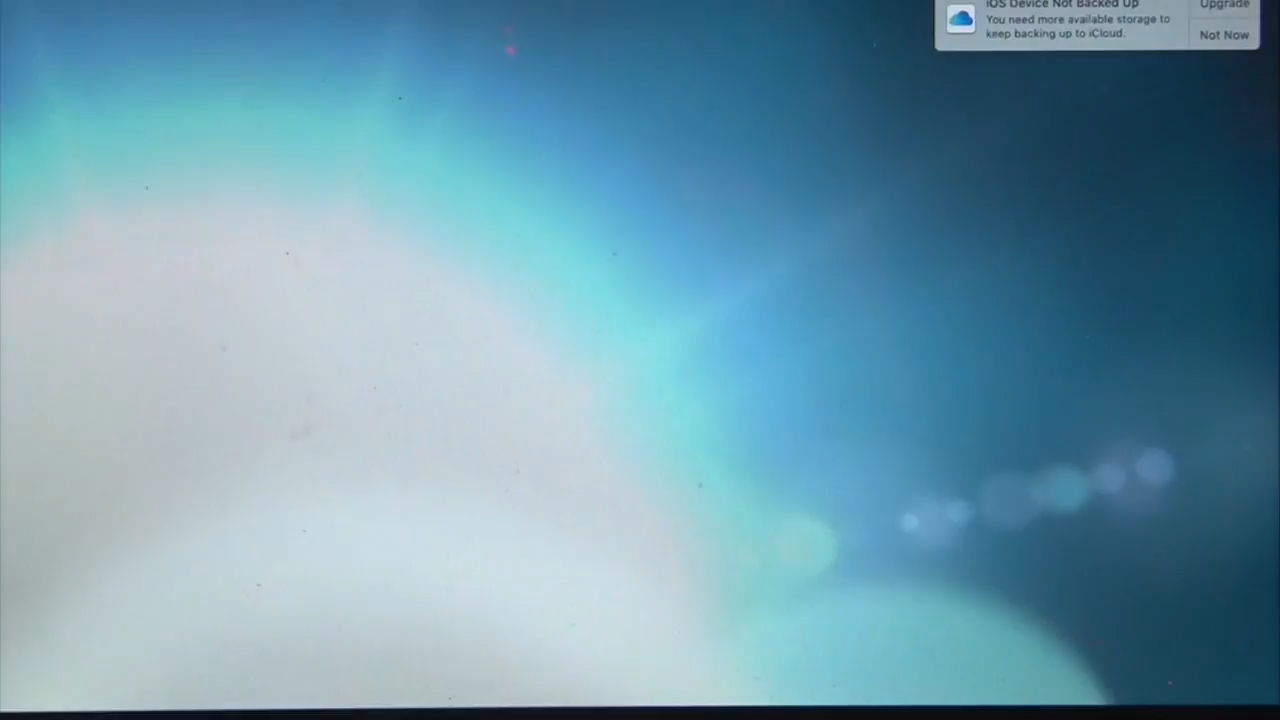 iOS Device Not Backed Up
You need more available storage to
keep backing up to iCloud.
Upgrade
Not Now